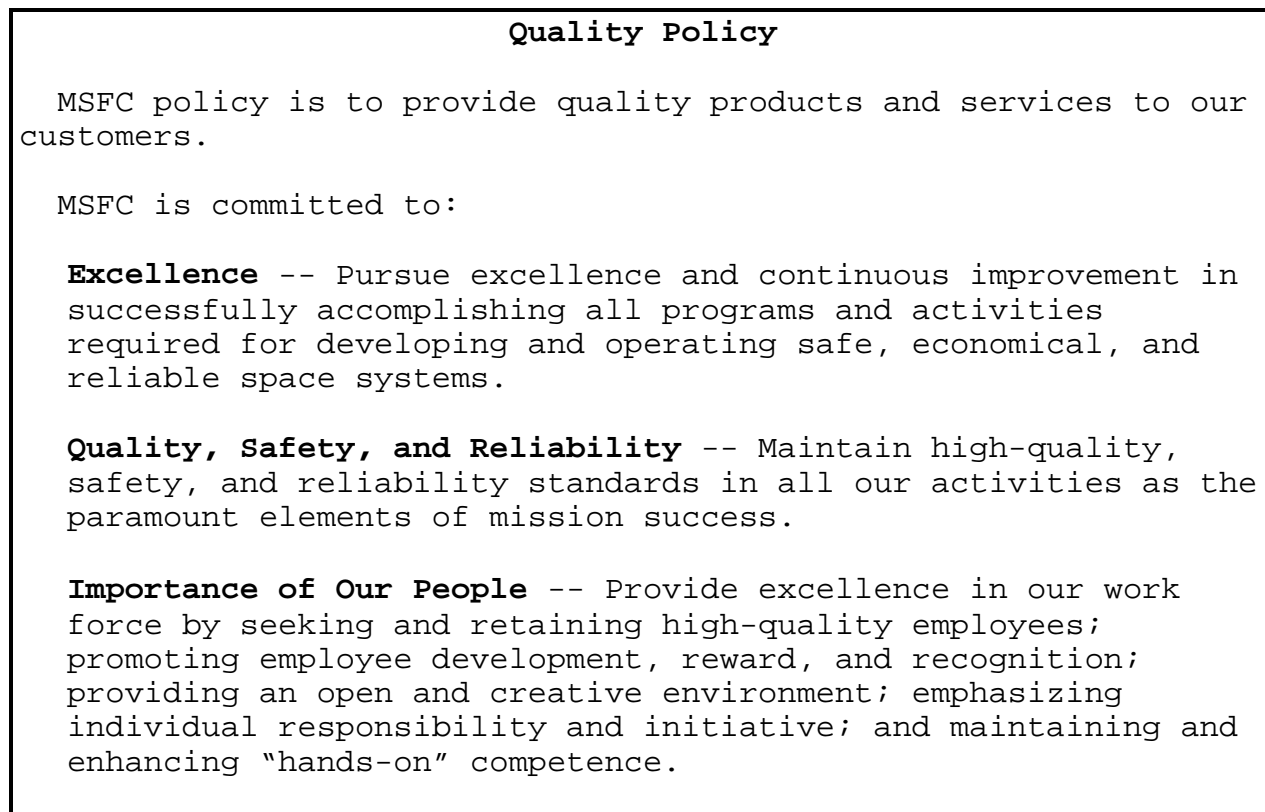 Quality Policy
MSFC policy is to provide quality products and services to our
customers.
MSFC is committed to:
Excellence -- Pursue excellence and continuous improvement in
successfully accomplishing all programs and activities
required for developing and operating safe, economical, and
reliable space systems.
Quality, Safety, and Reliability -- Maintain high-quality,
safety, and reliability standards in all our activities as the
paramount elements of mission success.
Importance of Our People -- Provide excellence in our work
force by seeking and retaining high-quality employees;
promoting employee development, reward, and recognition;
providing an open and creative environment; emphasizing
individual responsibility and initiative; and maintaining and
enhancing “hands-on” competence.